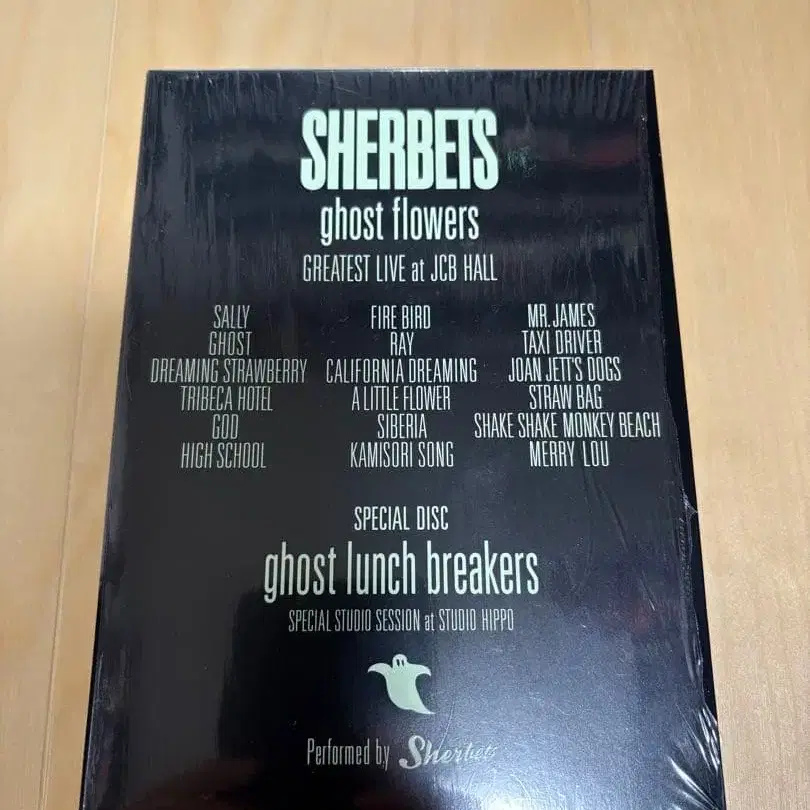 SHERBETS
ghost flowers
GREATEST LIVE at JCB HALL
SALLY
GHOST
DREAMING STRAWBERRY
TRIBECA HOTEL
GOD
HIGH SCHOOL
FIRE BIRD
RAY
CALIFORNIA DREAMING
A LITTLE FLOWER
SIBERIA
KAMISORI SONG
MR. JAMES
TAXI DRIVER
JOAN JETT'S DOGS
STRAW BAG
SHAKE SHAKE MONKEY BEACH
MERRY LOU
SPECIAL DISC
ghost lunch breakers
SPECIAL STUDIO SESSION at STUDIO HIPPO
Performed by Sherbets